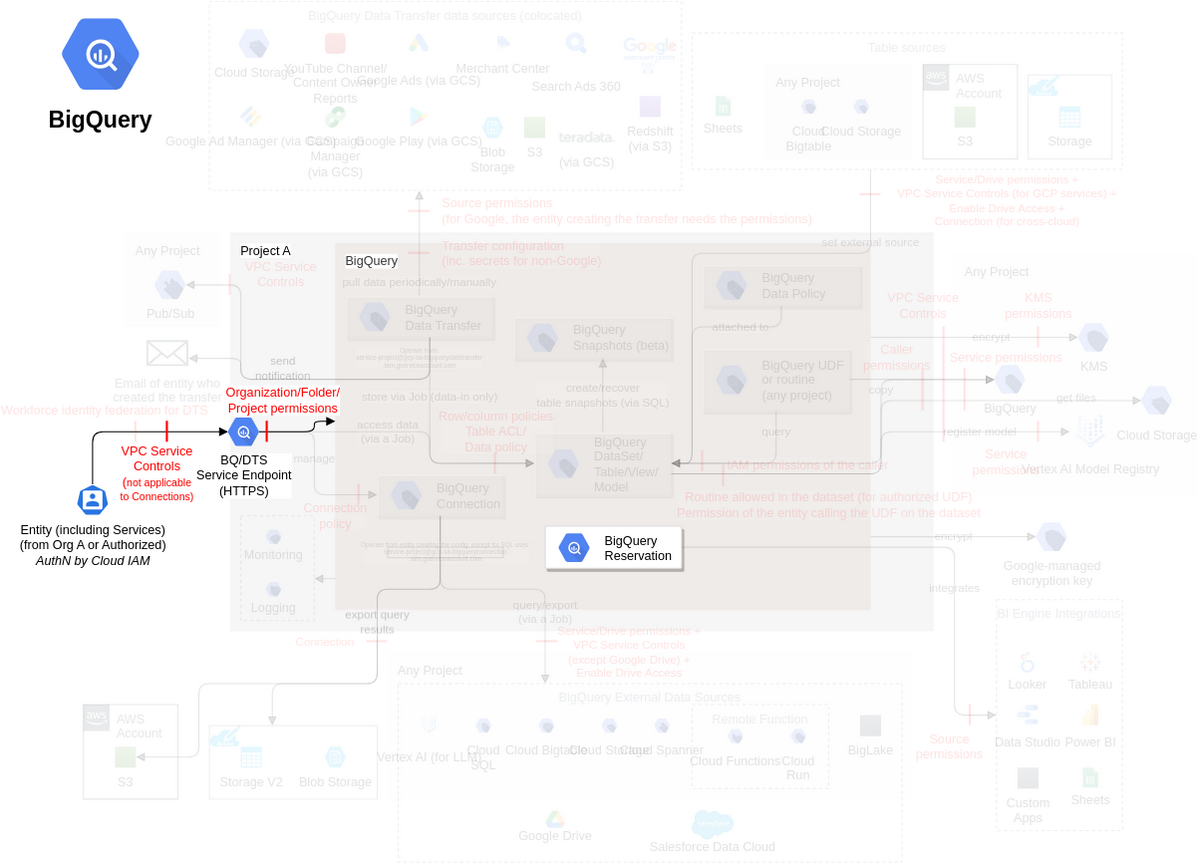 BigQuery
BigQuery Data Transfer data sources (colocated)
Cloud Storage
YouTube Channel/
Content Owner
Reports
Google Ads (via GCS)
Merchant Center
Search Ads 360
Google
Google Ad Manager (via GCS)
Campaign
Manager
(via GCS)
Google Play (via GCS)
Blob
Storage
S3
teradata.
(via GCS)
Redshift
(via S3)
Table sources
Sheets
Any Project
Cloud
Bigtable
Cloud Storage
aws
AWS
Account
S3
Storage
Source permissions
(for Google, the entity creating the transfer needs the permissions)
Transfer configuration
(inc. secrets for non-Google)
Service/Drive permissions +
VPC Service Controls (for GCP services) +
Enable Drive Access +
Connection (for cross-cloud)
set external source
Any Project
Pub/Sub
VPC Service
Controls
Project A
BigQuery
pull data periodically/manually
BigQuery
Data Transfer
BigQuery
Snapshots (beta)
BigQuery
Data Policy
attached to
BigQuery UDF
or routine
(any project)
send
notification
Email of entity who
created the transfer
Workforce identity federation for DTS
Organization/Folder/
Project permissions
store via Job (data-in only)
create/recover
table snapshots (via SQL)
access data
(via a Job)
Row/column policies
Table ACL/
Data policy
query
copy
BigQuery
DataSet/
Table/View/
Model
manage
BigQuery
Connection
Connection
policy
IAM permissions of the caller
Routine allowed in the dataset (for authorized UDF)
Permission of the entity calling the UDF on the dataset
VPC Service
Controls
(not applicable
to Connections)
BQ/DTS
Service Endpoint
(HTTPS)
Entity (including Services)
(from Org A or Authorized)
AuthN by Cloud IAM
Monitoring
Logging
BigQuery
Reservation
Any Project
VPC Service
Controls
KMS
permissions
Caller
permissions
Service permissions
encrypt
KMS
BigQuery
get files
Cloud Storage
register model
Service
permissions
Vertex AI Model Registry
encrypt
Google-managed
encryption key
integrates
BI Engine Integrations
Looker
Tableau
Data Studio
Power BI
Custom
Apps
Sheets
Source
permissions
export query
results
Connection
query/export
(via a Job)
Service/Drive permissions +
VPC Service Controls
(except Google Drive) +
Enable Drive Access
Any Project
BigQuery External Data Sources
Vertex AI (for LLM)
Cloud
SQL
Cloud Bigtable
Cloud Storage
Cloud Spanner
Remote Function
Cloud Functions
Cloud
Run
BigLake
Google Drive
Salesforce Data Cloud
aws
AWS
Account
S3
Storage V2
Blob Storage